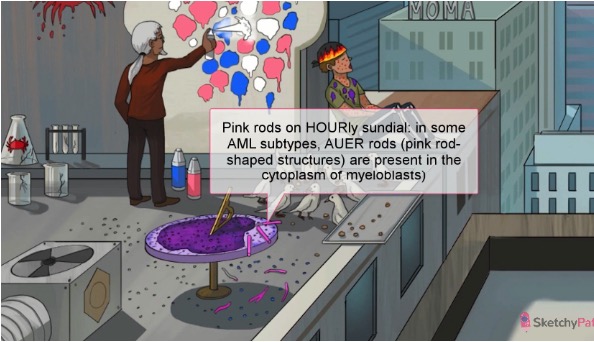 MOMA
Pink rods on HOURly sundial: in some
AML subtypes, AUER rods (pink rod-
shaped structures) are present in the
cytoplasm of myeloblasts)
SketchyPat